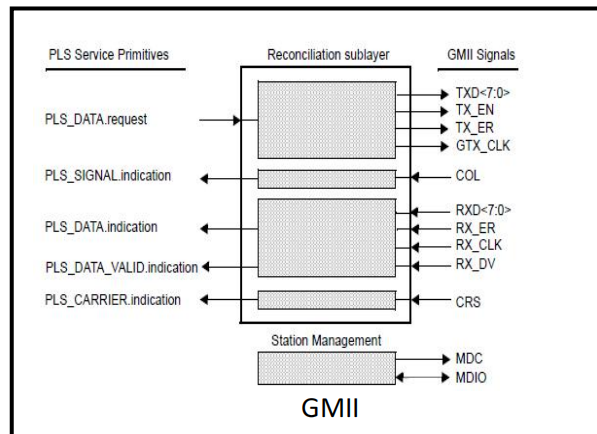 PLS Service Primitives Reconciliation sublayer GMII Signals
TXD<7:0>
TX_EN
PLS_DATA.request
TX_ER
GTX_CLK
PLS_SIGNAL.indication COL
RXD<7:0>
PLS_DATA.indication RX_ER
RX_CLK
PLS_DATA_VALID.indication RX_DV
PLS_CARRIER.indication CRS
Station Management
MDC
MDIO
GMII